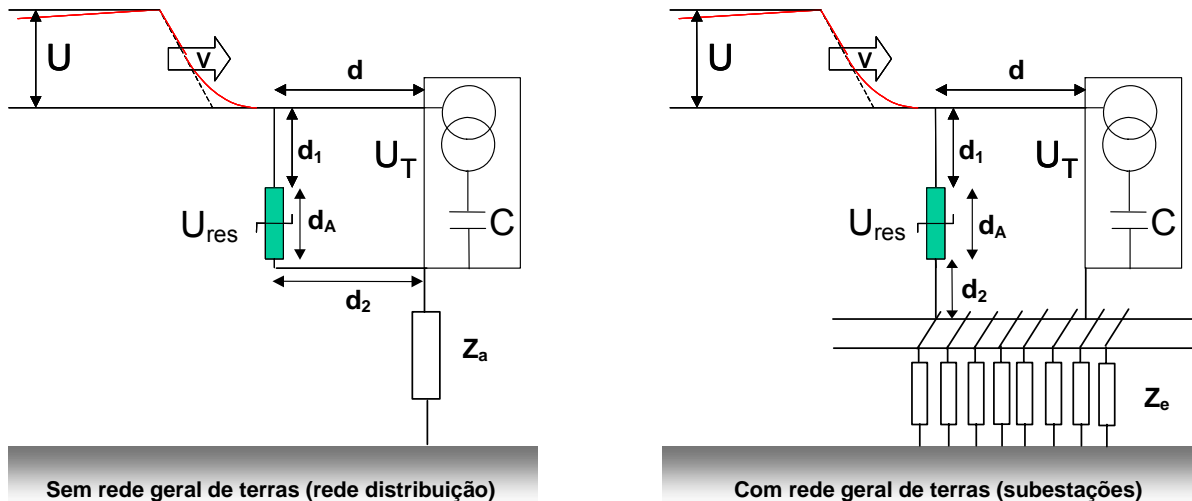 U
v
d
d1
UT
Ures
dA
C
d2
Za
Sem rede geral de terras (rede distribuição)
U
v
d
d1
UT
Ures
dA
C
d2
Ze
Com rede geral de terras (subestações)